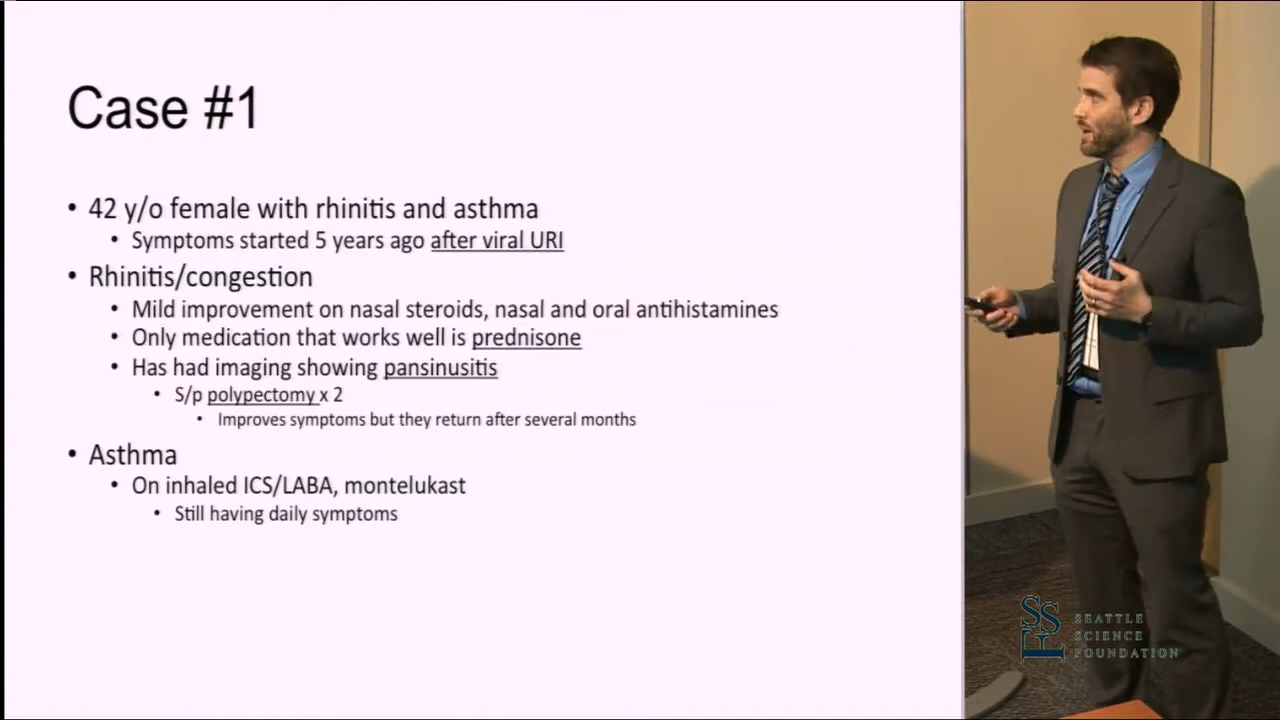 Case #1
• 42 y/o female with rhinitis and asthma
• Symptoms started 5 years ago after viral URI
• Rhinitis/congestion
• Mild improvement on nasal steroids, nasal and oral antihistamines
• Only medication that works well is prednisone
• Has had imaging showing pansinusitis
• S/p polypectomy x 2
• Improves symptoms but they return after several months
• Asthma
• On inhaled ICS/LABA, montelukast
• Still having daily symptoms
SSF
SEATTLE
SCIENCE
FOUNDATION